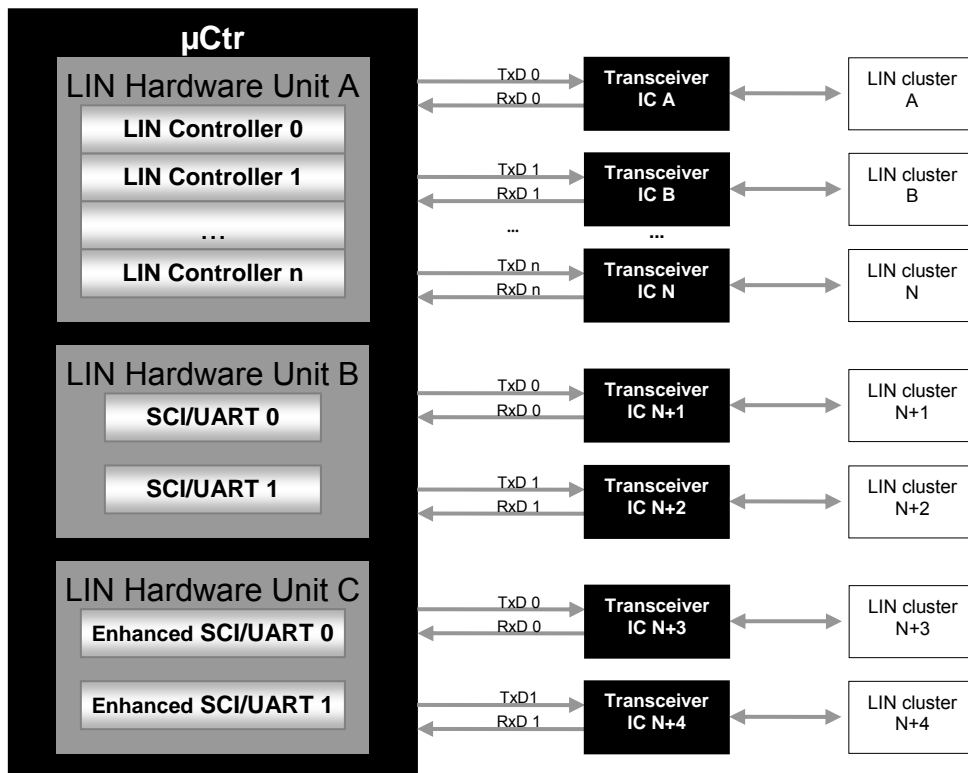 µCtr
LIN Hardware Unit A
LIN Controller 0
LIN Controller 1
...
LIN Controller n
TxD 0
RxD 0
Transceiver
IC A
LIN cluster
A
TxD 1
RxD 1
Transceiver
IC B
LIN cluster
B
...
...
TxD n
RxD n
Transceiver
IC N
LIN cluster
N
LIN Hardware Unit B
SCI/UART 0
SCI/UART 1
TxD 0
RxD 0
Transceiver
IC N+1
LIN cluster
N+1
TxD 1
RxD 1
Transceiver
IC N+2
LIN cluster
N+2
LIN Hardware Unit C
Enhanced SCI/UART 0
Enhanced SCI/UART 1
TxD 0
RxD 0
Transceiver
IC N+3
LIN cluster
N+3
TxD1
RxD 1
Transceiver
IC N+4
LIN cluster
N+4